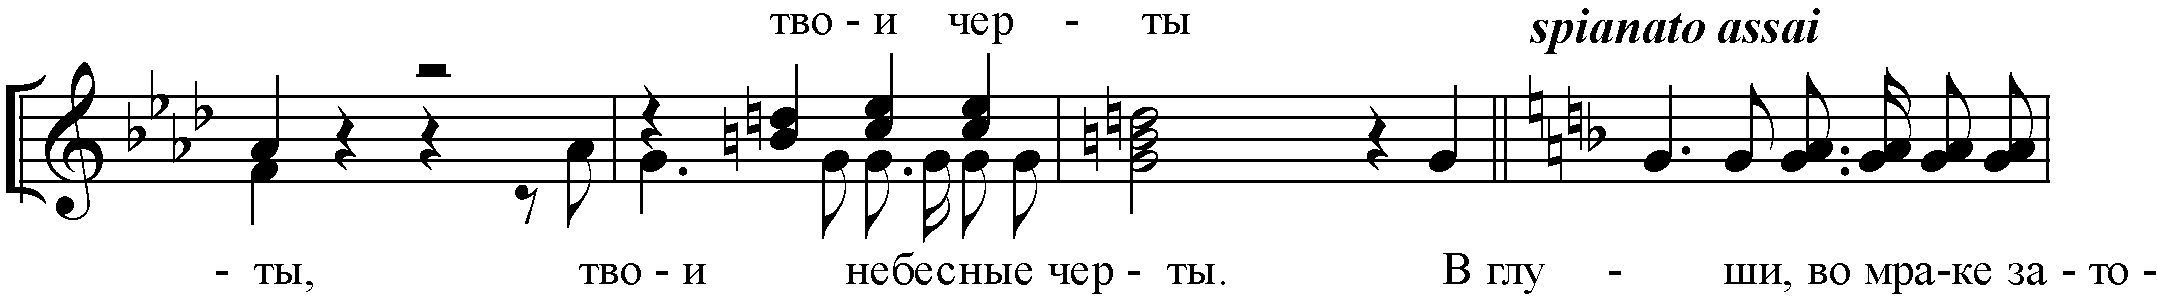 тво - и чер - ты spianato assai
- ты, тво - и небесные чер - ты. В глу - ши, во мра-ке за - то -